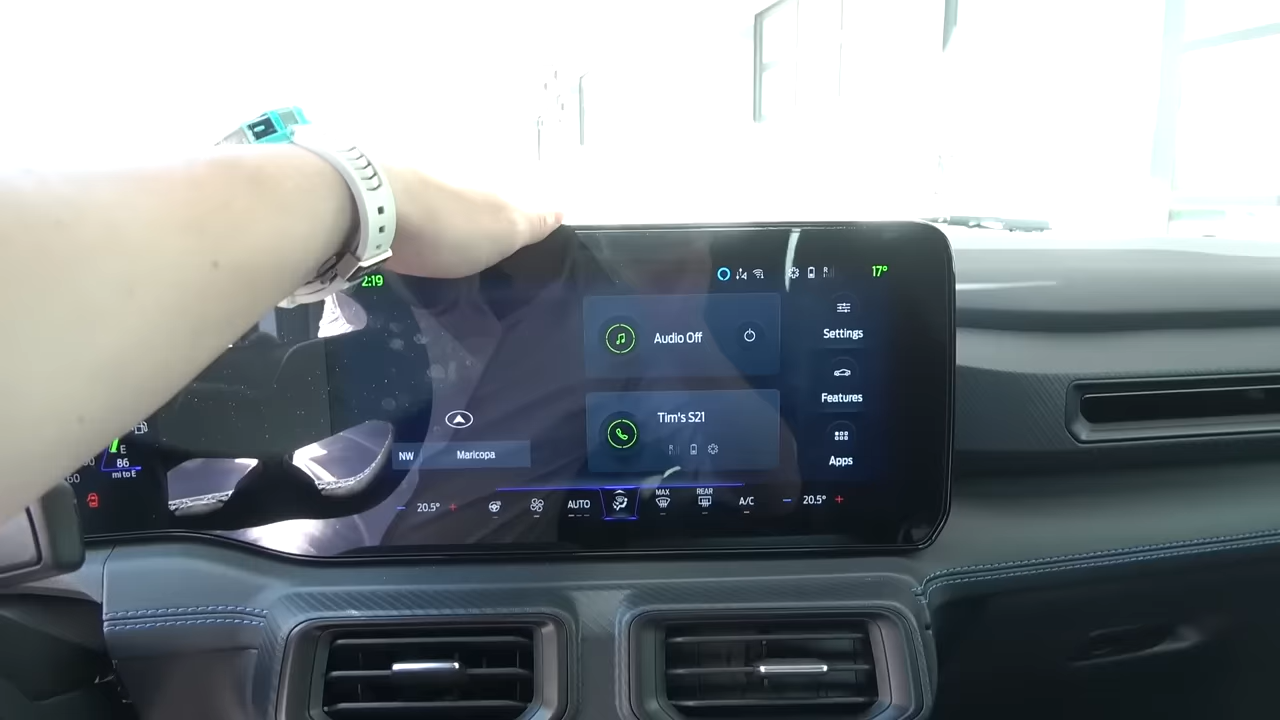 2:19
17°
Audio Off
Settings
Features
Tim's S21
Apps
NW
Maricopa
E
86
mi to E
60
20.5°
AUTO
MAX
REAR
A/C
20.5°